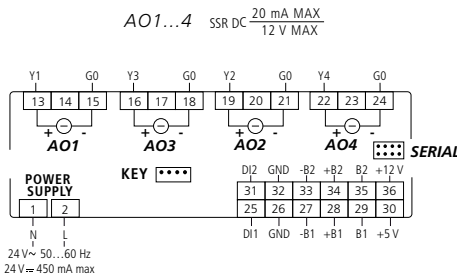 AO1...4 SSR DC 20 mA MAX
12 V MAX
Y1 G0 Y3 G0 Y2 G0 Y4 G0
13 14 15 16 17 18 19 20 21 22 23 24
+ - + - + - + -
AO1 AO3 AO2 AO4
SERIAL
KEY
DI2 GND -B2 +B2 B2 +12 V
POWER
SUPPLY
31 32 33 34 35 36
1 2 25 26 27 28 29 30
N L DI1 GND -B1 +B1 B1 +5 V
24 V~ 50...60 Hz
24 V⎓ 450 mA max